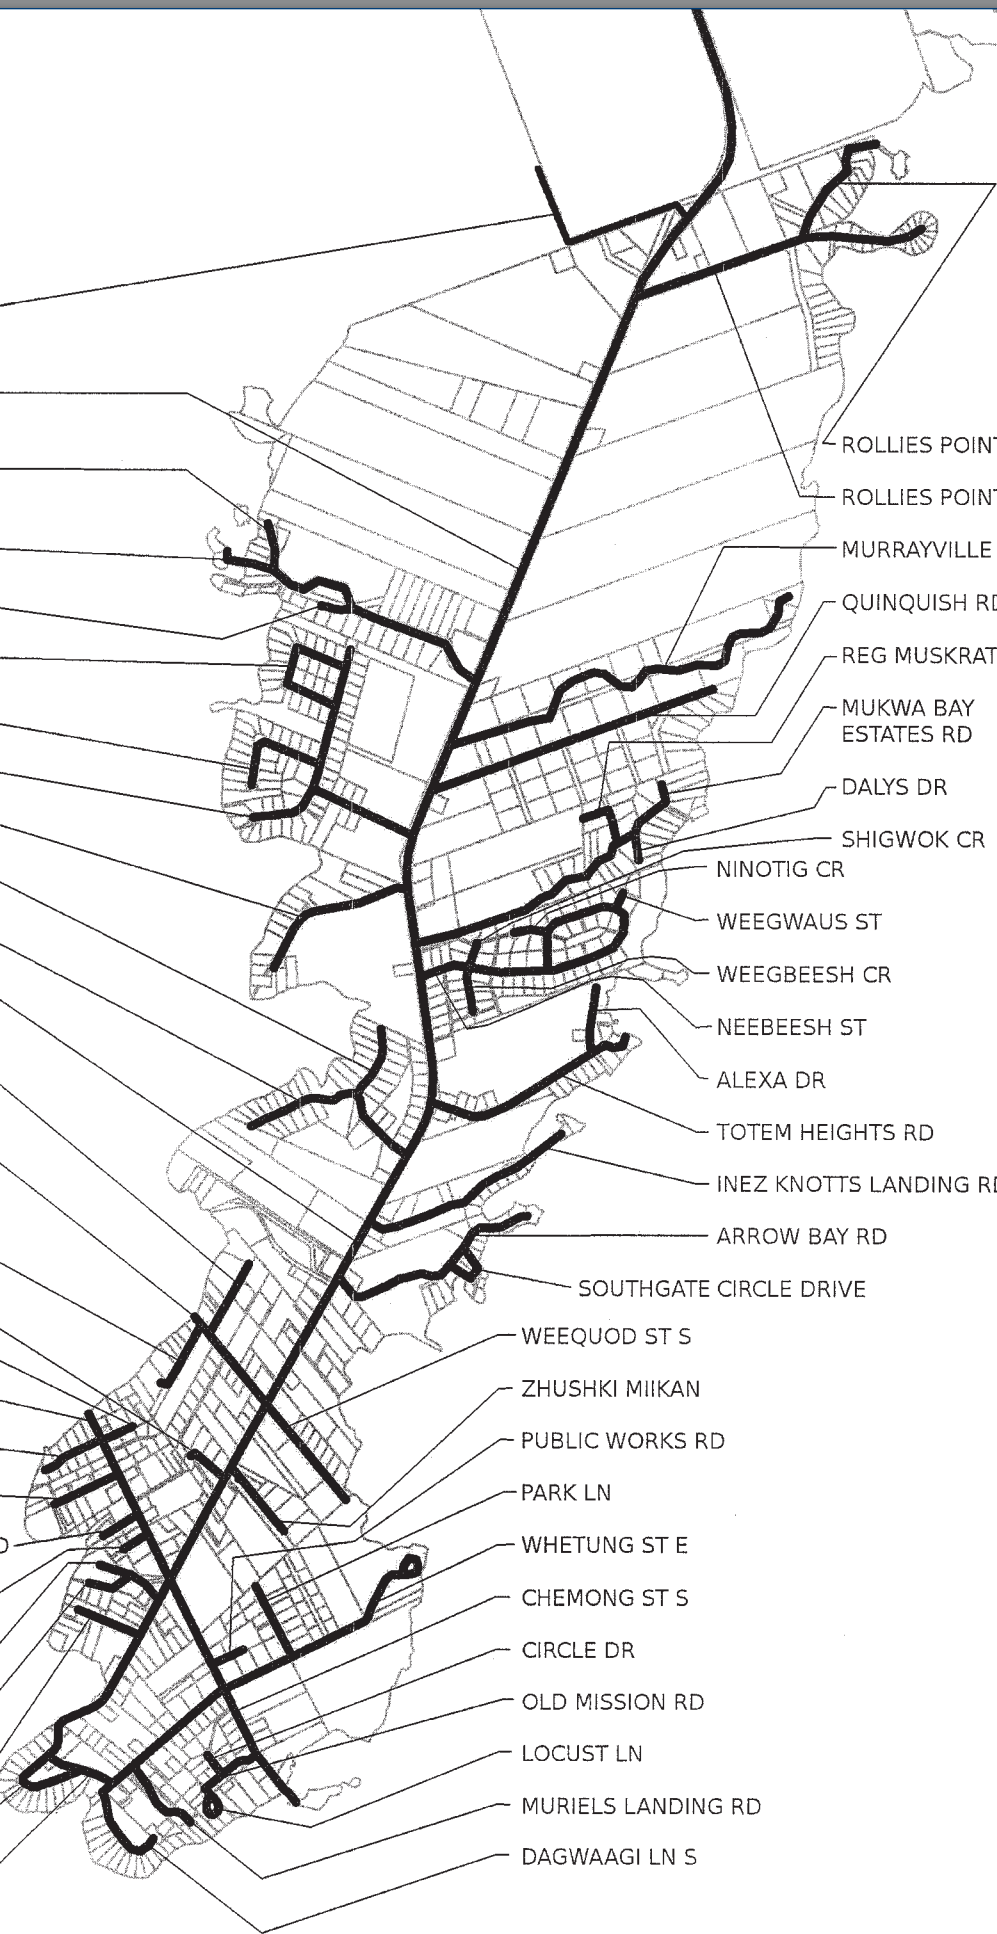 ROLLIES POINT
ROLLIES POINT
MURRAYVILLE
QUINQUISH RD
REG MUSKRAT
MUKWA BAY
ESTATES RD
DALYS DR
SHIGWOK CR
NINOTIG CR
WEEGWAUS ST
WEEGBEESH CR
NEEBEESH ST
ALEXA DR
TOTEM HEIGHTS RD
INEZ KNOTTS LANDING RD
ARROW BAY RD
SOUTHGATE CIRCLE DRIVE
WEEQUOD ST S
ZHUSHKI MIIKAN
PUBLIC WORKS RD
PARK LN
WHETUNG ST E
CHEMONG ST S
CIRCLE DR
OLD MISSION RD
LOCUST LN
MURIELS LANDING RD
DAGWAAGI LN S